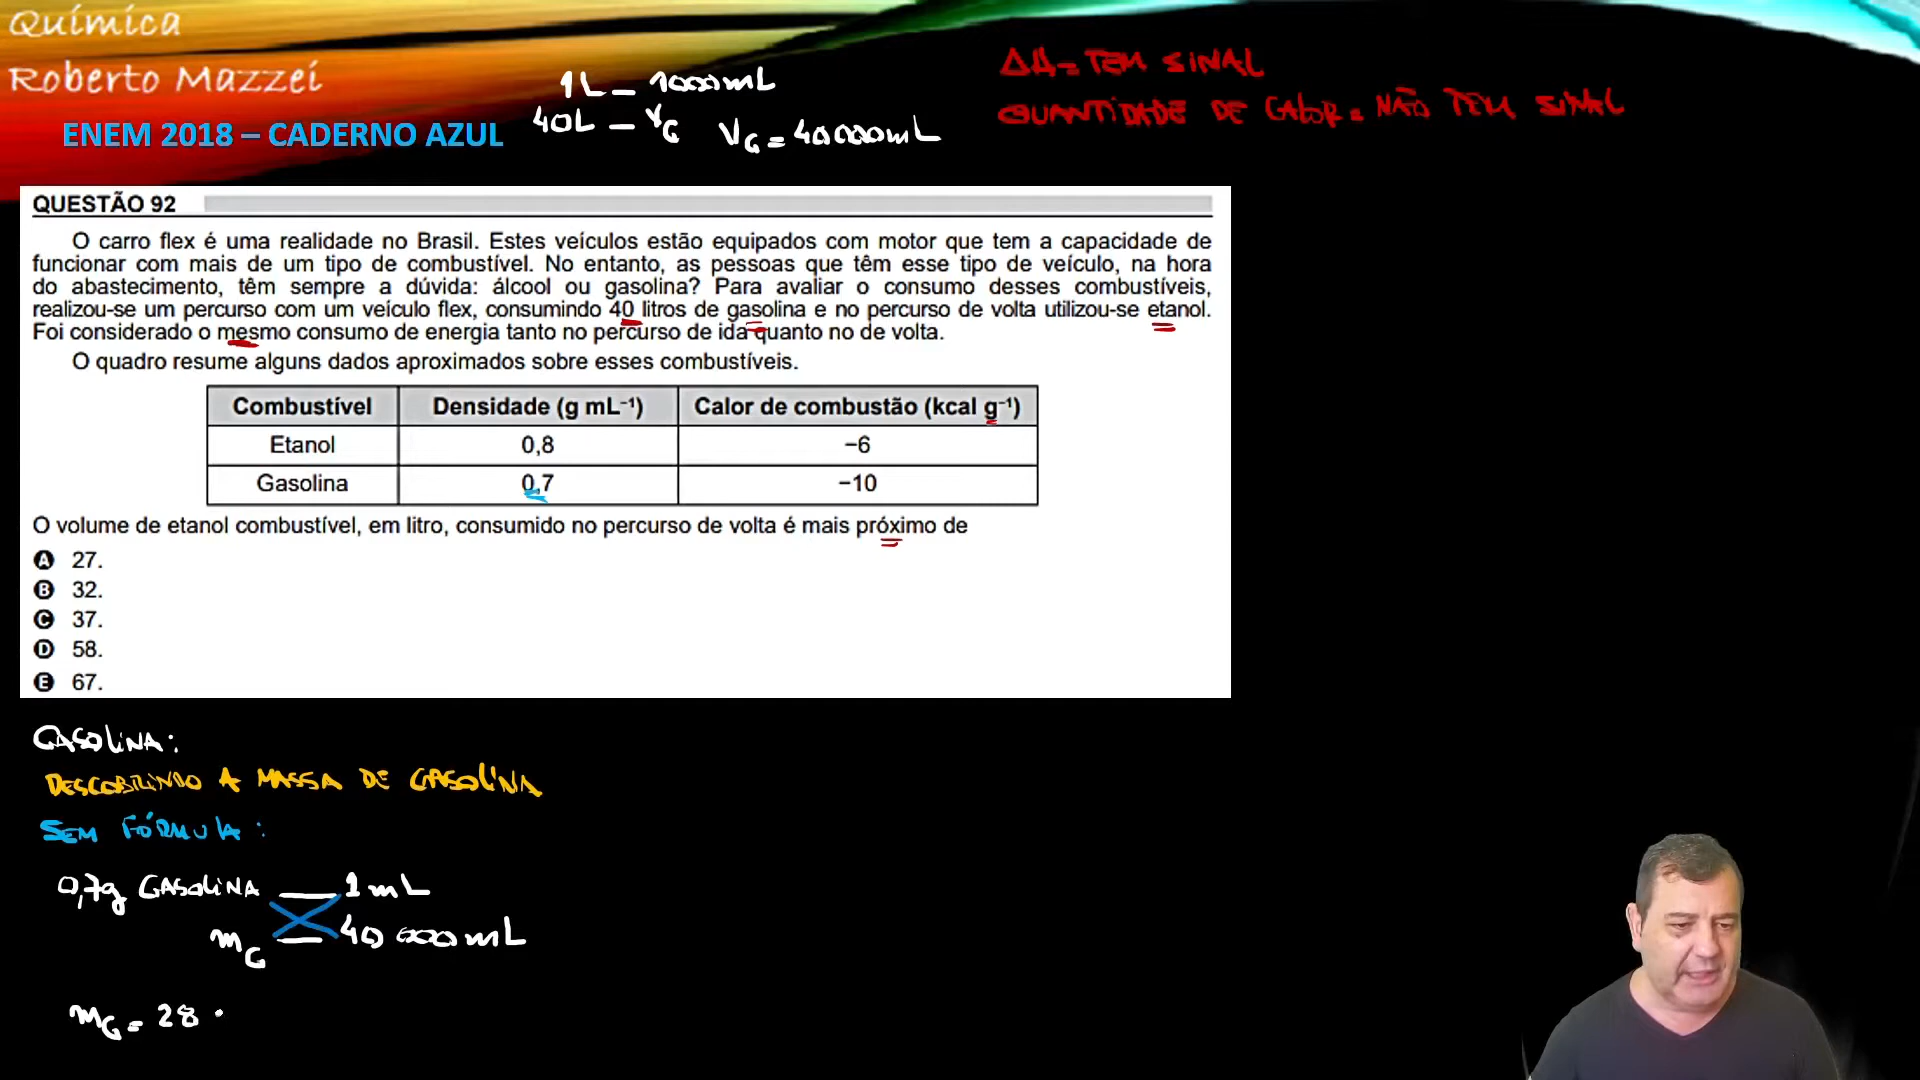 Química
Roberto Mazzei
ENEM 2018 – CADERNO AZUL
1L — 1000mL
40L — VG VG = 40000mL
ΔH = TEM SINAL
QUANTIDADE DE CALOR = NÃO TEM SINAL
QUESTÃO 92
O carro flex é uma realidade no Brasil. Estes veículos estão equipados com motor que tem a capacidade de
funcionar com mais de um tipo de combustível. No entanto, as pessoas que têm esse tipo de veículo, na hora
do abastecimento, têm sempre a dúvida: álcool ou gasolina? Para avaliar o consumo desses combustíveis,
realizou-se um percurso com um veículo flex, consumindo 40 litros de gasolina e no percurso de volta utilizou-se etanol.
Foi considerado o mesmo consumo de energia tanto no percurso de ida quanto no de volta.
O quadro resume alguns dados aproximados sobre esses combustíveis.
Combustível Densidade (g mL⁻¹) Calor de combustão (kcal g⁻¹)
Etanol 0,8 −6
Gasolina 0,7 −10
O volume de etanol combustível, em litro, consumido no percurso de volta é mais próximo de
A 27.
B 32.
C 37.
D 58.
E 67.
GASOLINA:
DESCOBRINDO A MASSA DE GASOLINA
SEM FÓRMULA:
0,7g GASOLINA — 1mL
mG — 40 000mL
mG = 28 .